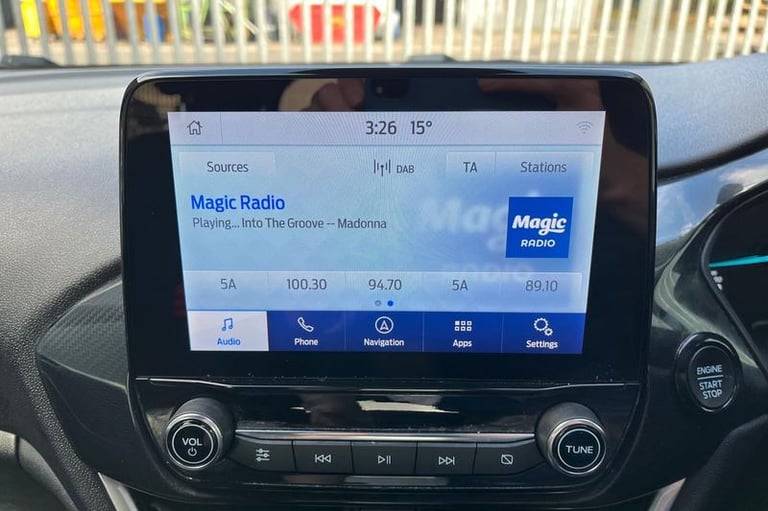 3:26 15°
Sources DAB TA Stations
Magic Radio
Playing... Into The Groove -- Madonna
Magic
RADIO
5A 100.30 94.70 5A 89.10
Audio Phone Navigation Apps Settings
ENGINE
START
STOP
VOL
TUNE